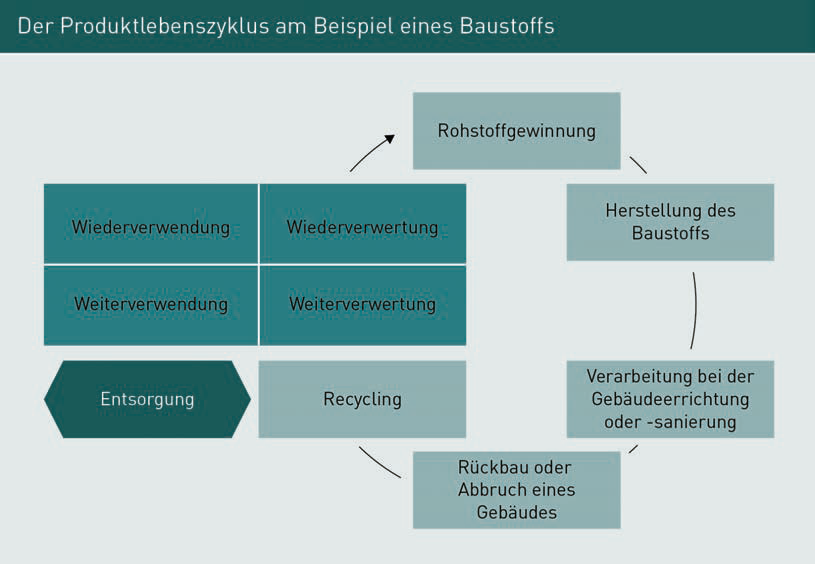 Der Produktlebenszyklus am Beispiel eines Baustoffs
Rohstoffgewinnung
Wiederverwendung
Wiederverwertung
Herstellung des
Baustoffs
Weiterverwendung
Weiterverwertung
Entsorgung
Recycling
Verarbeitung bei der
Gebäudeerrichtung
oder -sanierung
Rückbau oder
Abbruch eines
Gebäudes